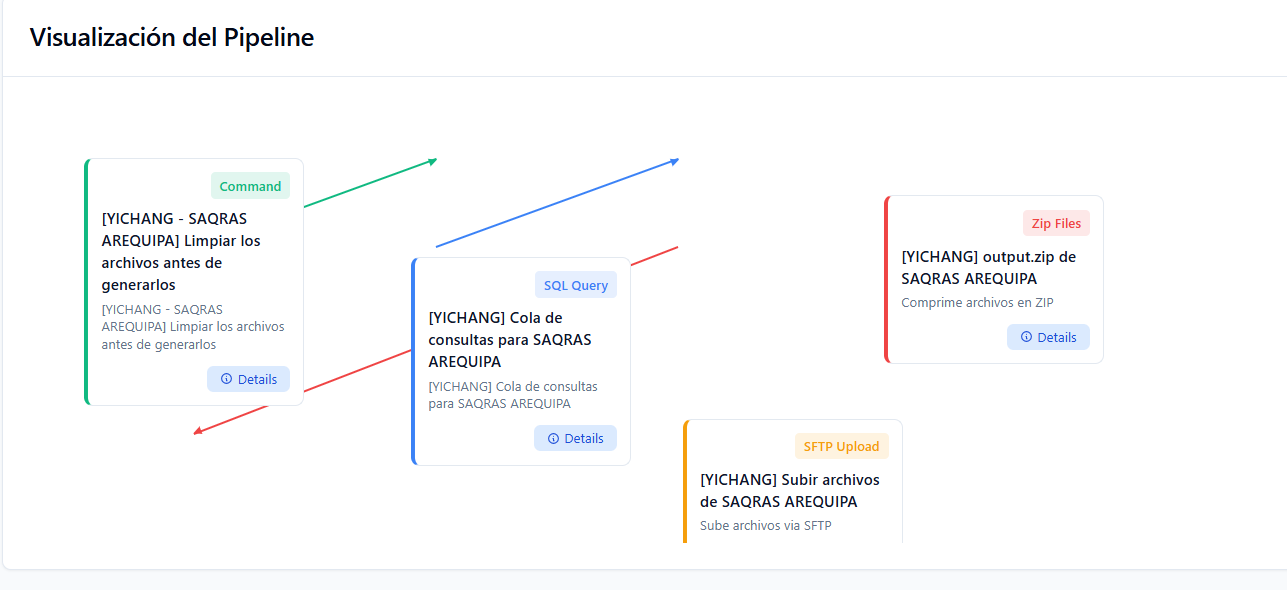 Visualización del Pipeline
Command
[YICHANG - SAQRAS
AREQUIPA] Limpiar los
archivos antes de
generarlos
[YICHANG - SAQRAS
AREQUIPA] Limpiar los archivos
antes de generarlos
Details
SQL Query
[YICHANG] Cola de
consultas para SAQRAS
AREQUIPA
[YICHANG] Cola de consultas
para SAQRAS AREQUIPA
Details
Zip Files
[YICHANG] output.zip de
SAQRAS AREQUIPA
Comprime archivos en ZIP
Details
SFTP Upload
[YICHANG] Subir archivos
de SAQRAS AREQUIPA
Sube archivos via SFTP